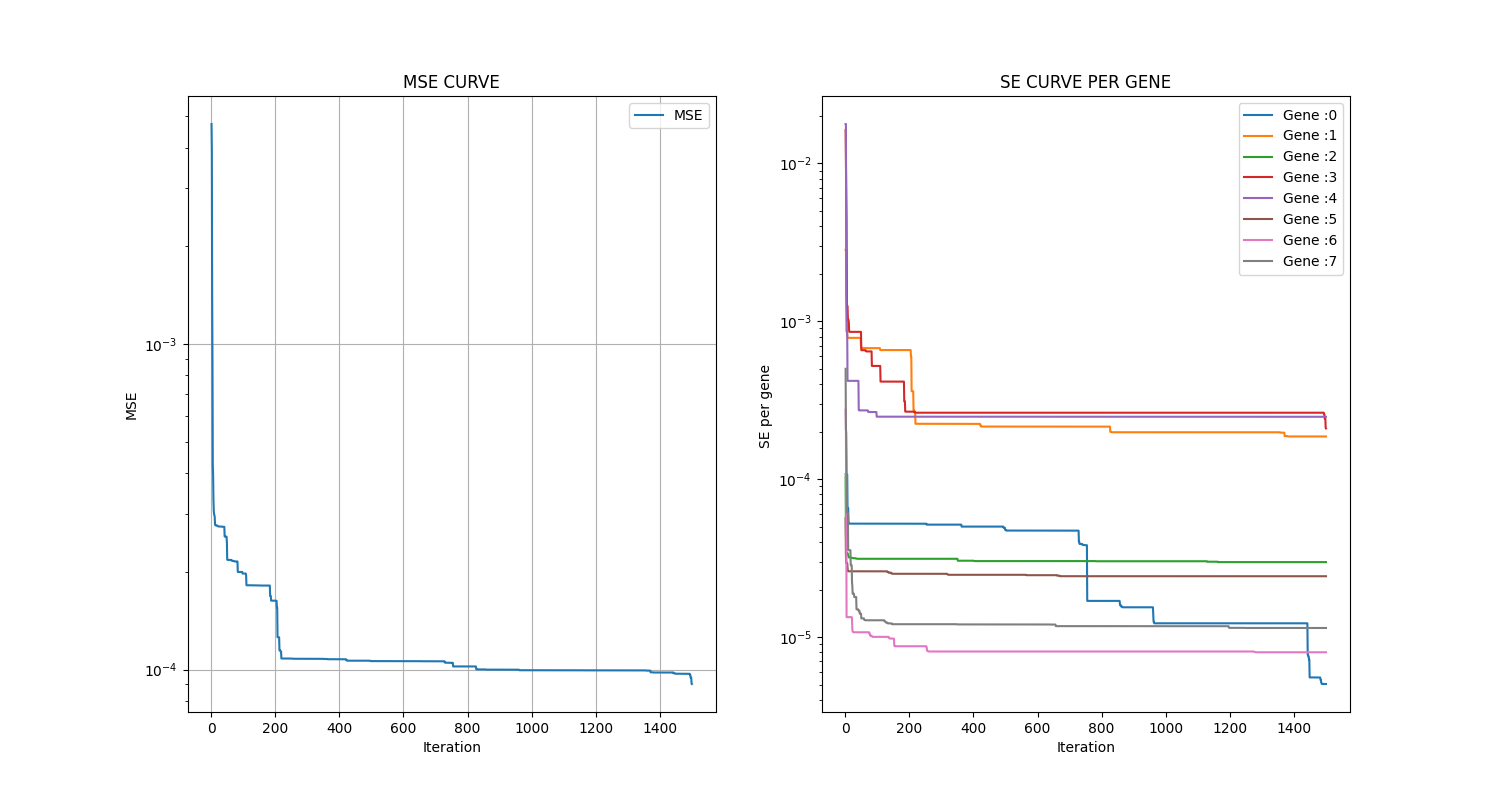 MSE CURVE
MSE
10⁻³
10⁻⁴
MSE
0 200 400 600 800 1000 1200 1400
Iteration
SE CURVE PER GENE
Gene :0
Gene :1
Gene :2
Gene :3
Gene :4
Gene :5
Gene :6
Gene :7
10⁻²
10⁻³
10⁻⁴
10⁻⁵
SE per gene
0 200 400 600 800 1000 1200 1400
Iteration